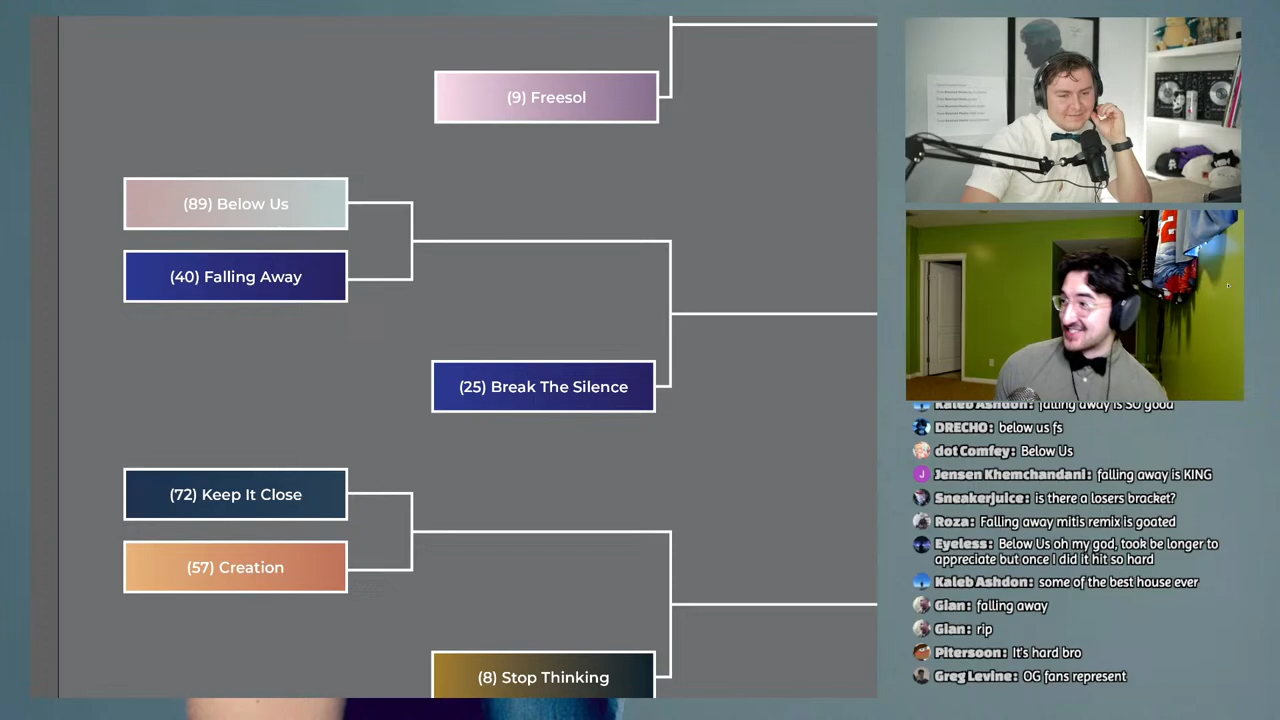 (9) Freesol
(89) Below Us
(40) Falling Away
(25) Break The Silence
(72) Keep It Close
(57) Creation
(8) Stop Thinking
Kaleb Ashdon: falling away is SO good
DRECHO: below us fs
dot Comfey: Below Us
J Jensen Khemchandani: falling away is KING
Sneakerjuice: is there a losers bracket?
Roza: Falling away mitis remix is goated
Eyeless: Below Us oh my god, took be longer to
appreciate but once I did it hit so hard
Kaleb Ashdon: some of the best house ever
Gian: falling away
Gian: rip
Pitersoon: It's hard bro
Greg Levine: OG fans represent